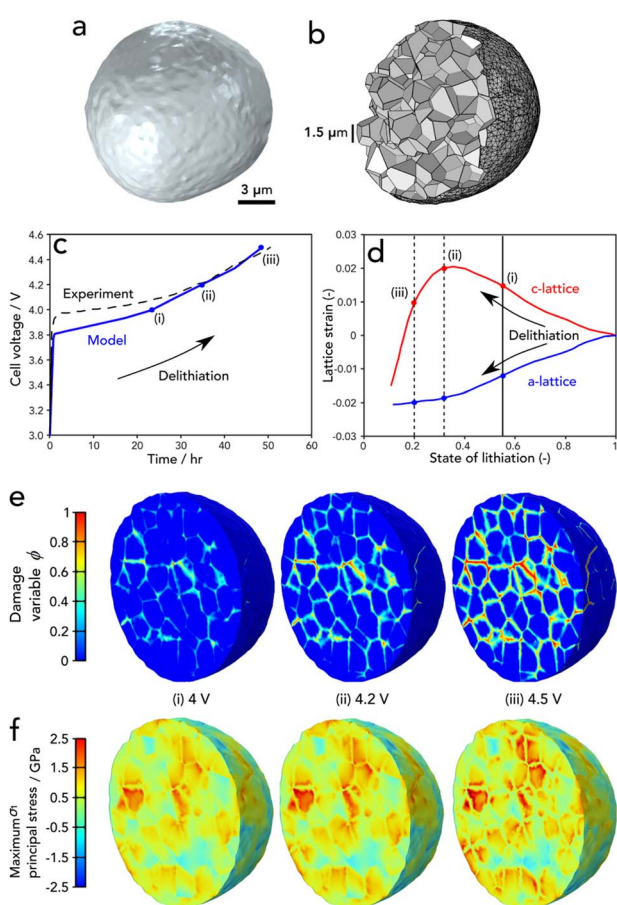 a
3 μm
b
1.5 μm
c
Cell voltage / V
4.6
4.4
4.2
4.0
3.8
3.6
3.4
3.2
3.0
Experiment
Model
(i)
(ii)
(iii)
Delithiation
0 10 20 30 40 50 60
Time / hr
d
Lattice strain (-)
0.03
0.02
0.01
0
-0.01
-0.02
-0.03
(iii)
(ii)
(i)
c-lattice
Delithiation
a-lattice
0 0.2 0.4 0.6 0.8 1
State of lithiation (-)
e
Damage
variable ϕ
1
0.8
0.6
0.4
0.2
0
(i) 4 V
(ii) 4.2 V
(iii) 4.5 V
f
Maximum σ₁
principal stress / GPa
2.5
1.5
0.5
-0.5
-1.5
-2.5